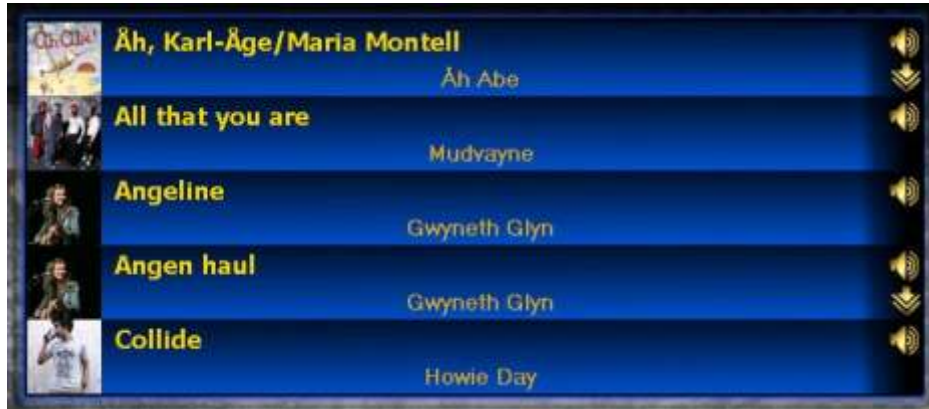 Åh, Karl-Åge/Maria Montell
Åh Abe
All that you are
Mudvayne
Angeline
Gwyneth Glyn
Angen haul
Gwyneth Glyn
Collide
Howie Day